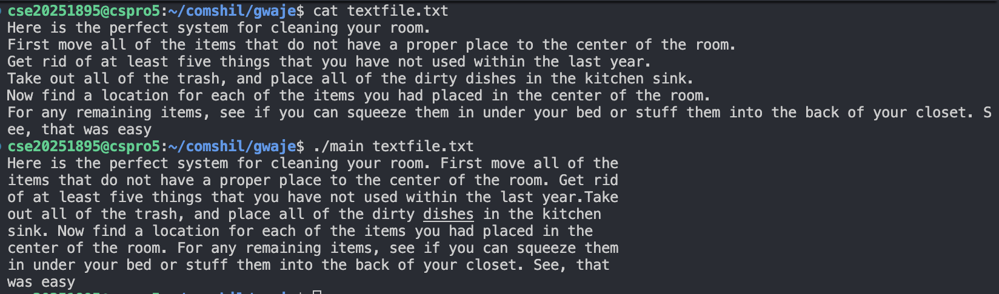 cse20251895@cspro5:~/comshil/gwaje$ cat textfile.txt
Here is the perfect system for cleaning your room.
First move all of the items that do not have a proper place to the center of the room.
Get rid of at least five things that you have not used within the last year.
Take out all of the trash, and place all of the dirty dishes in the kitchen sink.
Now find a location for each of the items you had placed in the center of the room.
For any remaining items, see if you can squeeze them in under your bed or stuff them into the back of your closet. S
ee, that was easy
cse20251895@cspro5:~/comshil/gwaje$ ./main textfile.txt
Here is the perfect system for cleaning your room. First move all of the
items that do not have a proper place to the center of the room. Get rid
of at least five things that you have not used within the last year.Take
out all of the trash, and place all of the dirty dishes in the kitchen
sink. Now find a location for each of the items you had placed in the
center of the room. For any remaining items, see if you can squeeze them
in under your bed or stuff them into the back of your closet. See, that
was easy